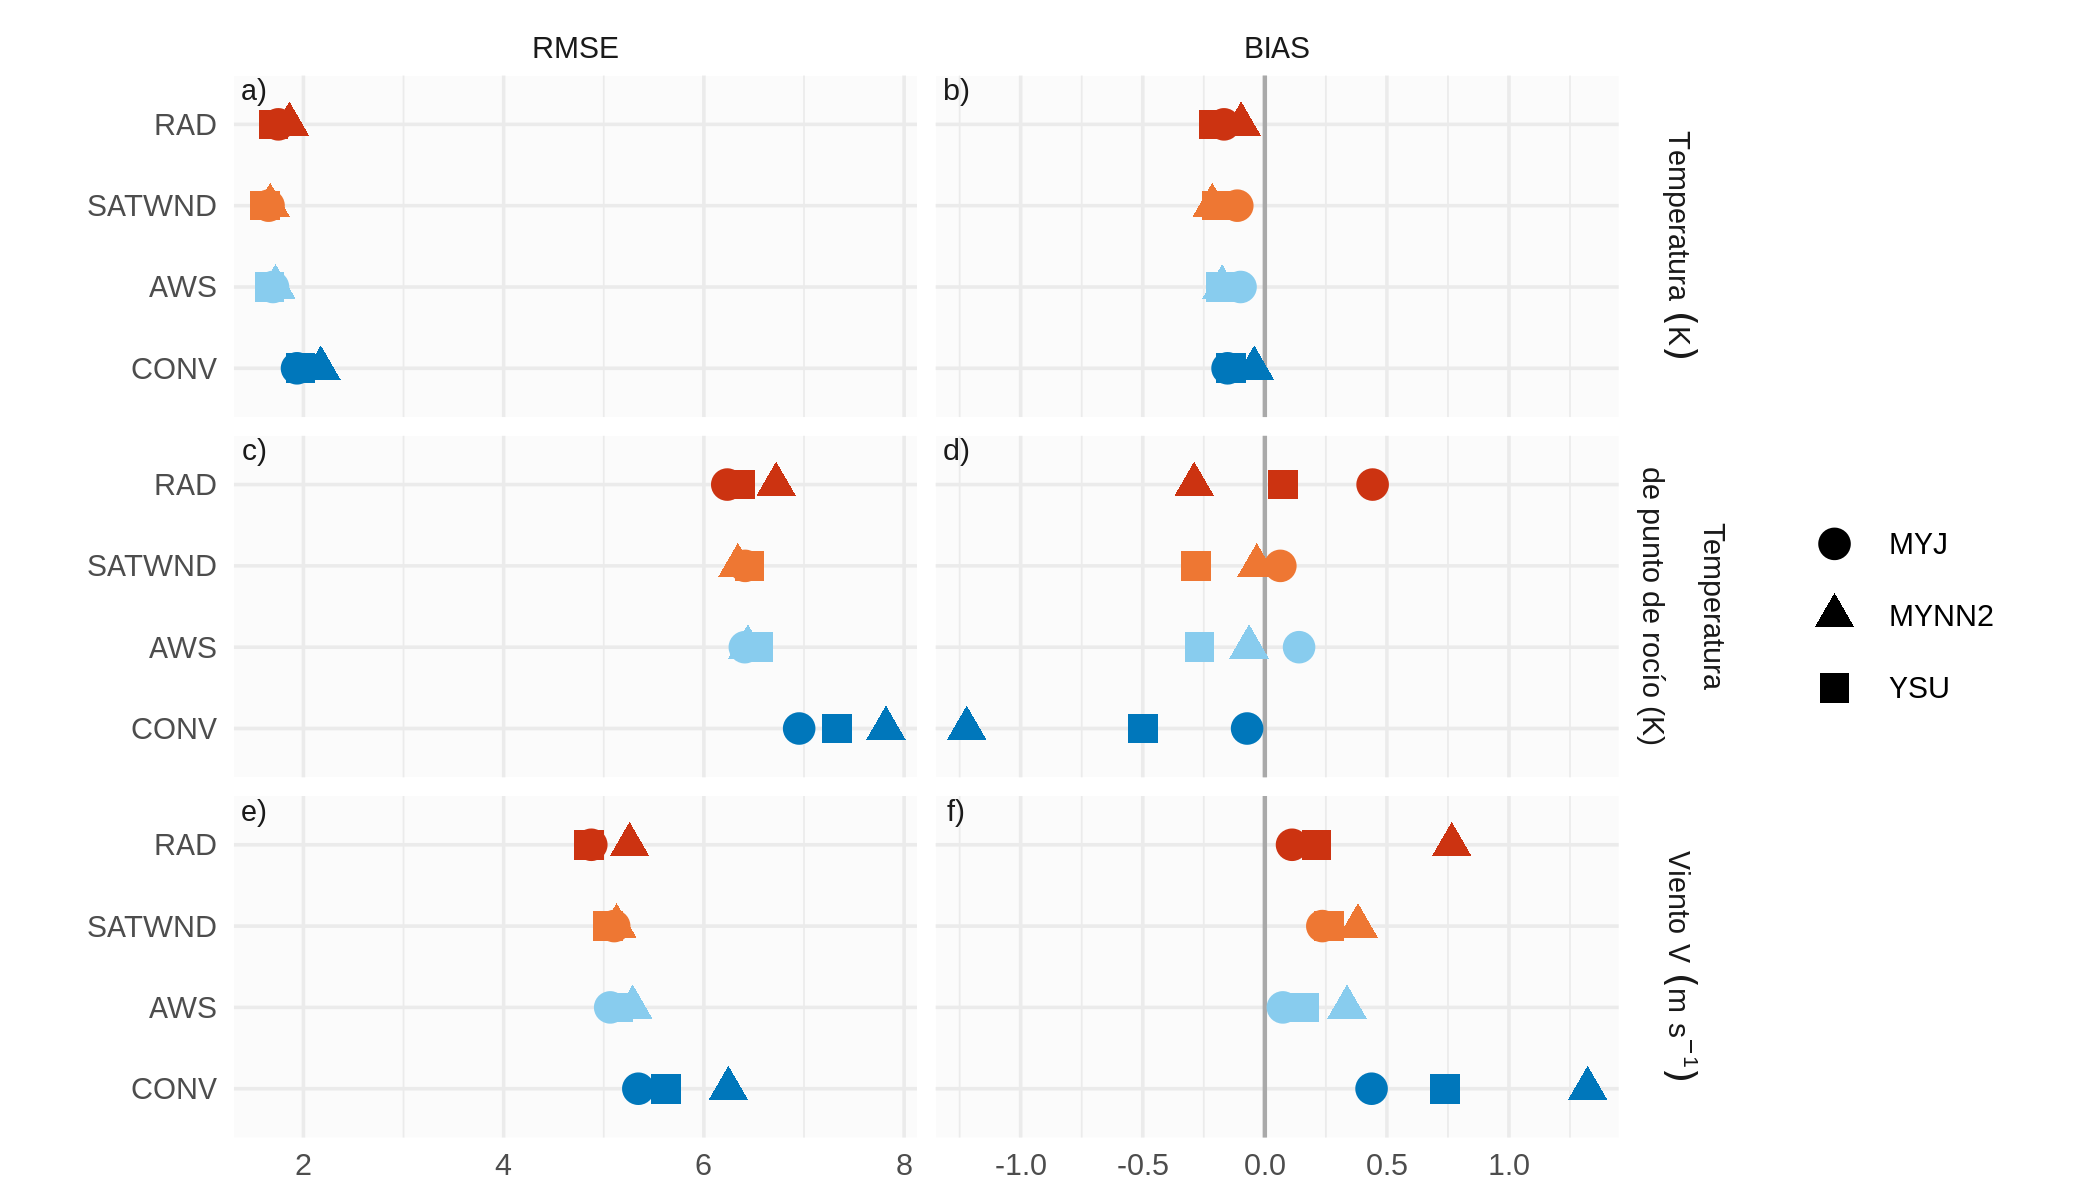 RMSE
BIAS
a)
b)
RAD
SATWND
AWS
CONV
Temperatura (K)
c)
d)
RAD
SATWND
AWS
CONV
Temperatura
de punto de rocío (K)
e)
f)
RAD
SATWND
AWS
CONV
Viento V (m s⁻¹)
2 4 6 8
-1.0 -0.5 0.0 0.5 1.0
MYJ
MYNN2
YSU